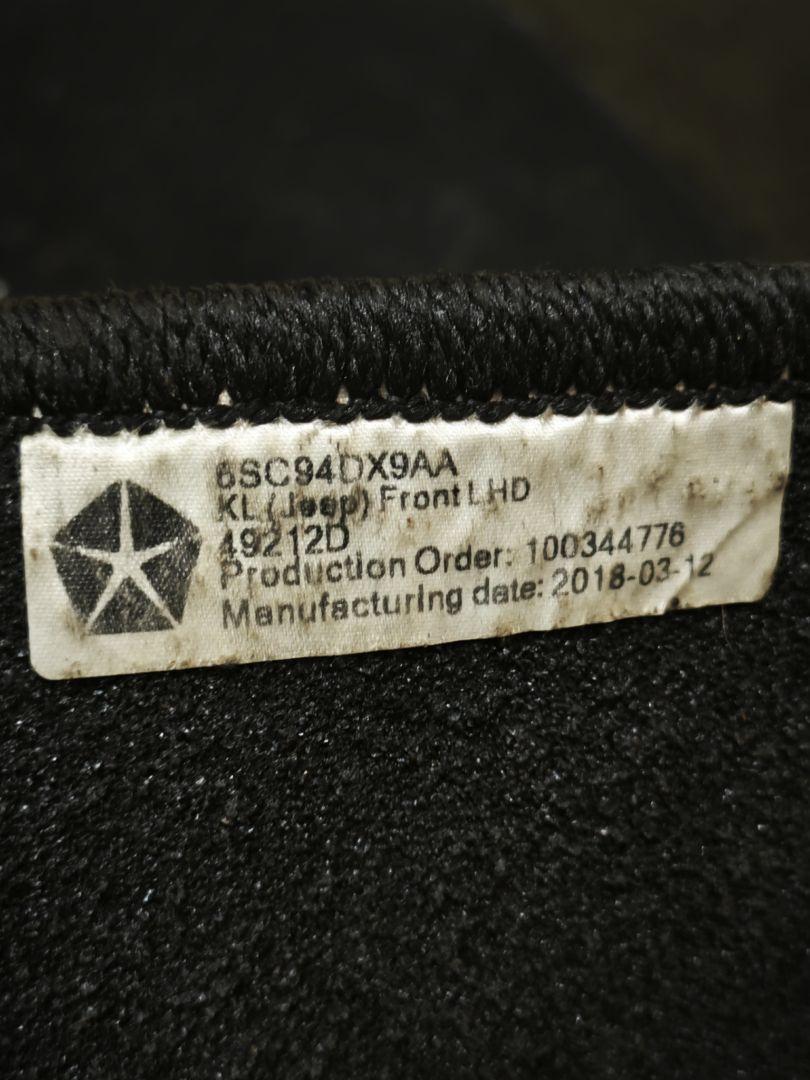 6SC94DX9AA
KL (Jeep) Front LHD
49212D
Production Order: 100344776
Manufacturing date: 2018-03-12